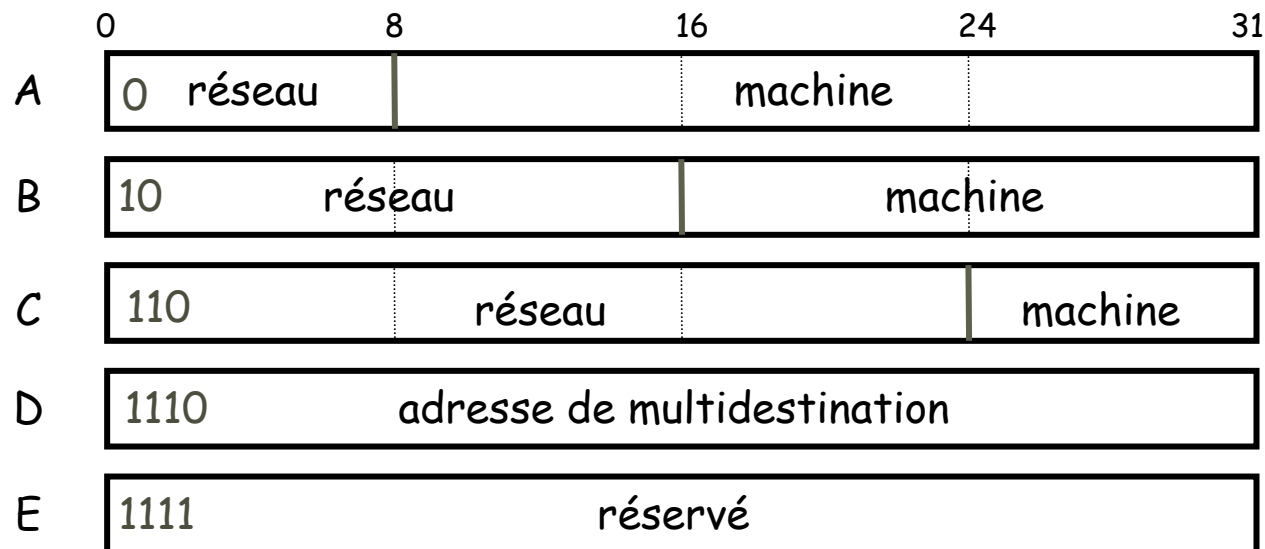 0 8 16 24 31
A 0 réseau machine
B 10 réseau machine
C 110 réseau machine
D 1110 adresse de multidestination
E 1111 réservé